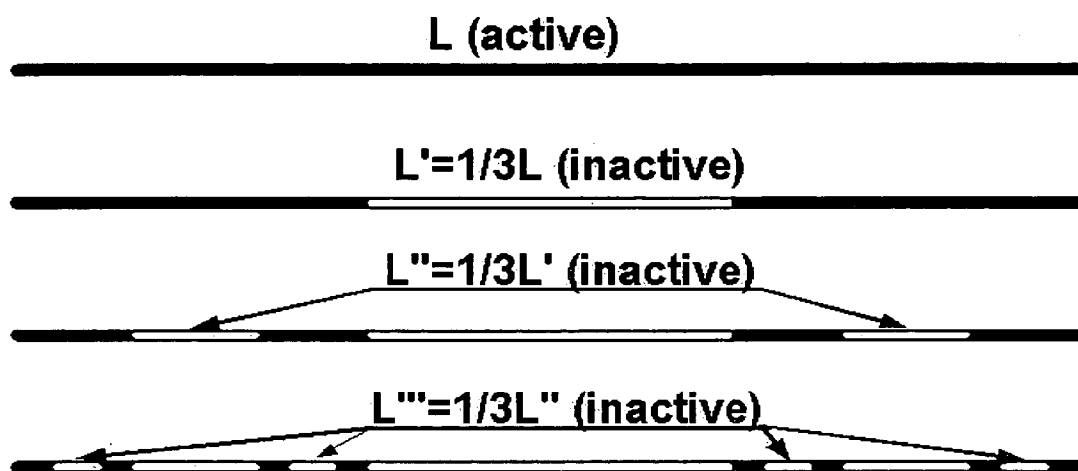 L (active)
L'=1/3L (inactive)
L''=1/3L' (inactive)
L'''=1/3L'' (inactive)